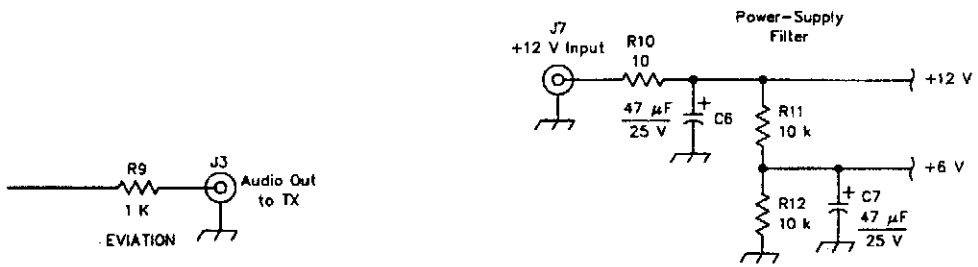 Power-Supply
Filter
J7
+12 V Input
R10
10
+12 V
47 µF
25 V
+
C6
R11
10 k
+6 V
R12
10 k
+
C7
47 µF
25 V
R9
1 K
J3
Audio Out
to TX
EVIATION